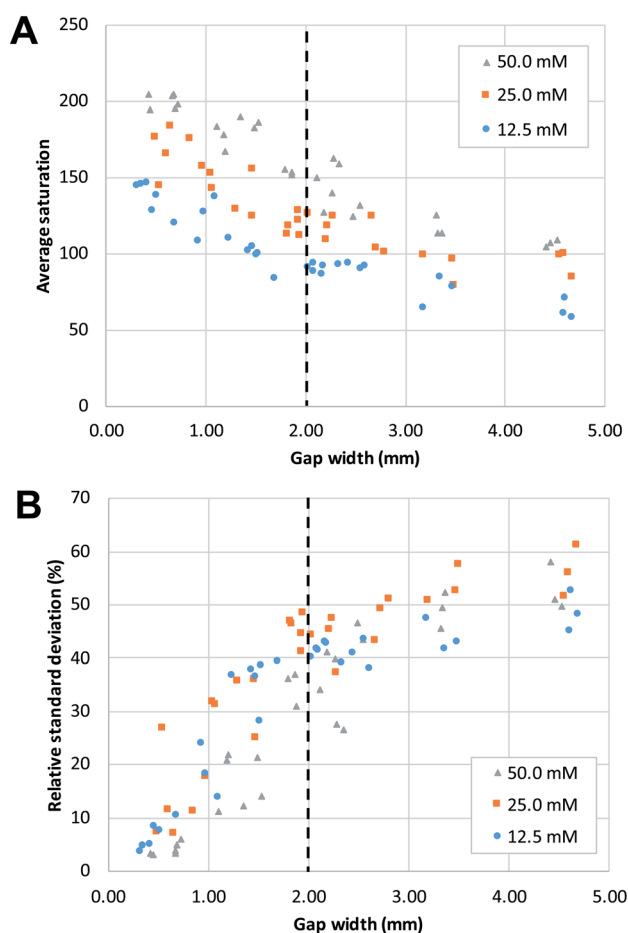 A
250
200
150
100
50
0
0.00 1.00 2.00 3.00 4.00 5.00
Average saturation
Gap width (mm)
50.0 mM
25.0 mM
12.5 mM
B
70
60
50
40
30
20
10
0
0.00 1.00 2.00 3.00 4.00 5.00
Relative standard deviation (%)
Gap width (mm)
50.0 mM
25.0 mM
12.5 mM